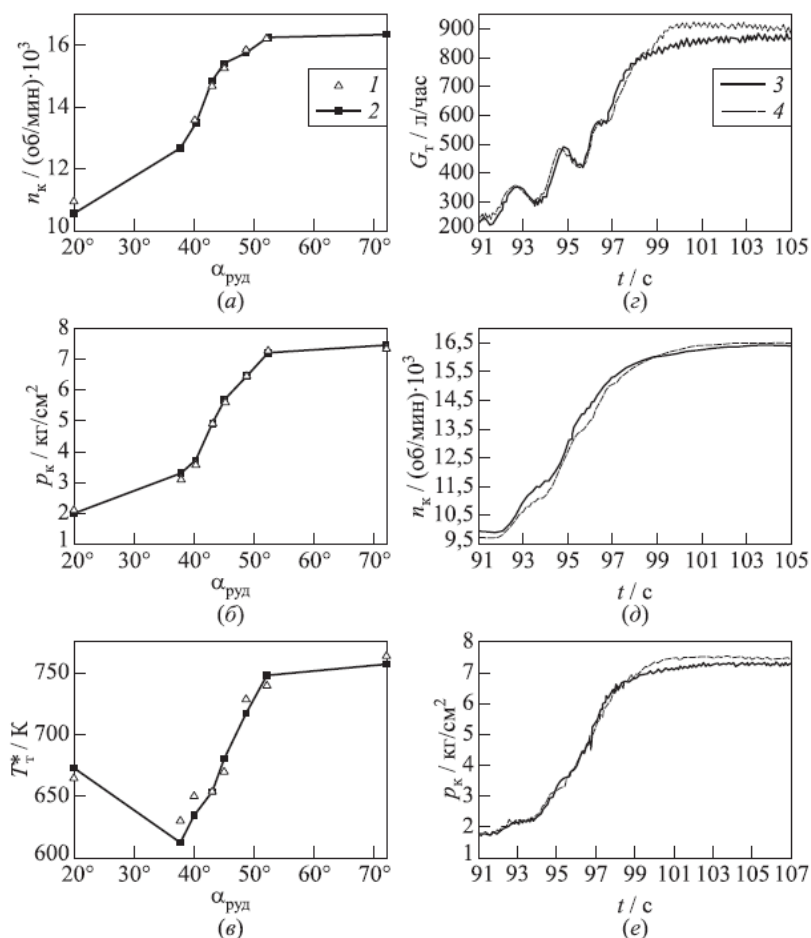 n_к / (об/мин)·10³
16
14
12
10
1
2
20° 30° 40° 50° 60° 70°
α_руд
(а)
G_т / л/час
900
800
700
600
500
400
300
200
3
4
91 93 95 97 99 101 103 105
t / с
(г)
p_к / кг/см²
8
7
6
5
4
3
2
1
20° 30° 40° 50° 60° 70°
α_руд
(б)
n_к / (об/мин)·10³
16,5
15,5
14,5
13,5
12,5
11,5
10,5
9,5
91 93 95 97 99 101 103 105
t / с
(д)
T*_т / К
750
700
650
600
20° 30° 40° 50° 60° 70°
α_руд
(в)
p_к / кг/см²
8
7
6
5
4
3
2
1
91 93 95 97 99 101 103 105 107
t / с
(е)